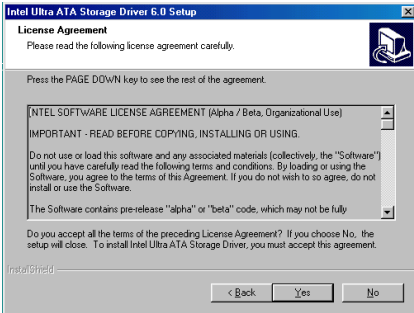 Intel Ultra ATA Storage Driver 6.0 Setup
License Agreement
Please read the following license agreement carefully.
Press the PAGE DOWN key to see the rest of the agreement.
INTEL SOFTWARE LICENSE AGREEMENT (Alpha / Beta, Organizational Use)
IMPORTANT - READ BEFORE COPYING, INSTALLING OR USING.
Do not use or load this software and any associated materials (collectively, the "Software")
until you have carefully read the following terms and conditions. By loading or using the
Software, you agree to the terms of this Agreement. If you do not wish to so agree, do not
install or use the Software.
The Software contains pre-release "alpha" or "beta" code, which may not be fully
Do you accept all the terms of the preceding License Agreement? If you choose No, the
setup will close. To install Intel Ultra ATA Storage Driver, you must accept this agreement.
InstallShield
< Back
Yes
No